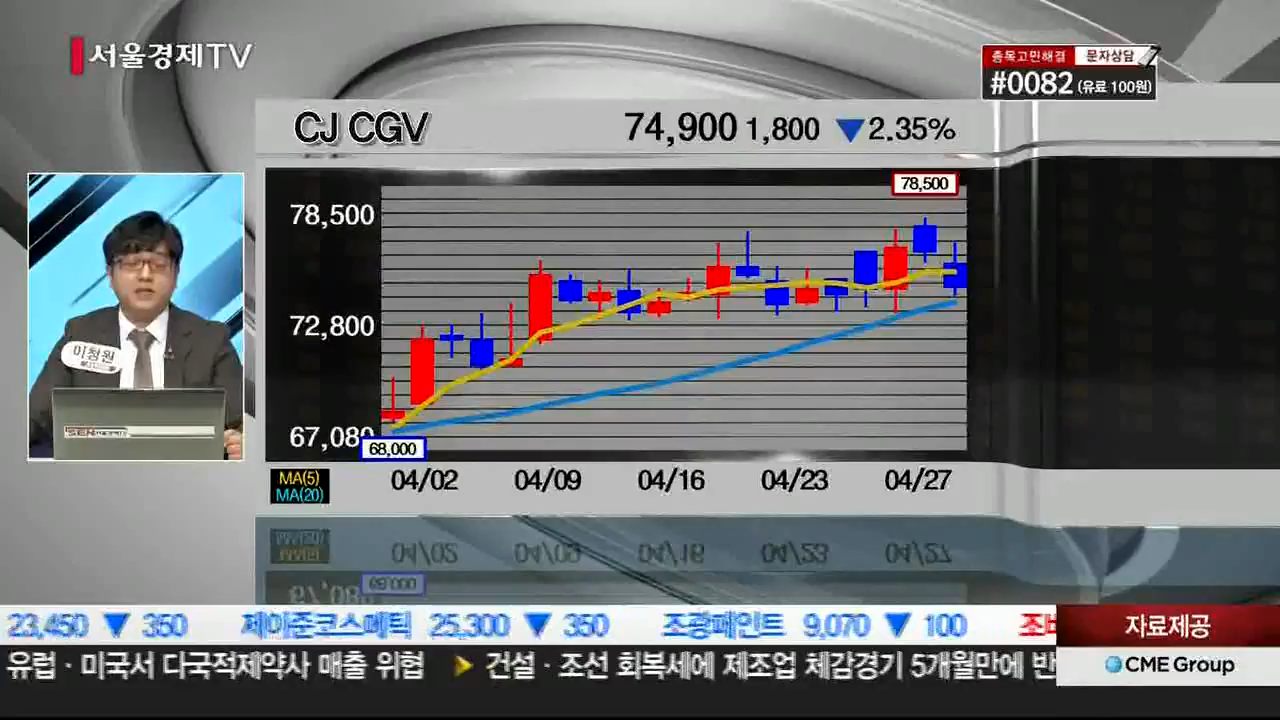 서울경제TV
종목고민해결 문자상담
#0082 (유료 100원)
CJ CGV 74,900 1,800 ▼2.35%
78,500
78,500
72,800
67,080
68,000
이청원
MA(5)
MA(20)
04/02 04/09 04/16 04/23 04/27
23,450 ▼ 350 제이준코스메틱 25,300 ▼ 350 조광페인트 9,070 ▼ 100
자료제공
유럽·미국서 다국적제약사 매출 위협 ▶ 건설·조선 회복세에 제조업 체감경기 5개월만에 반
CME Group